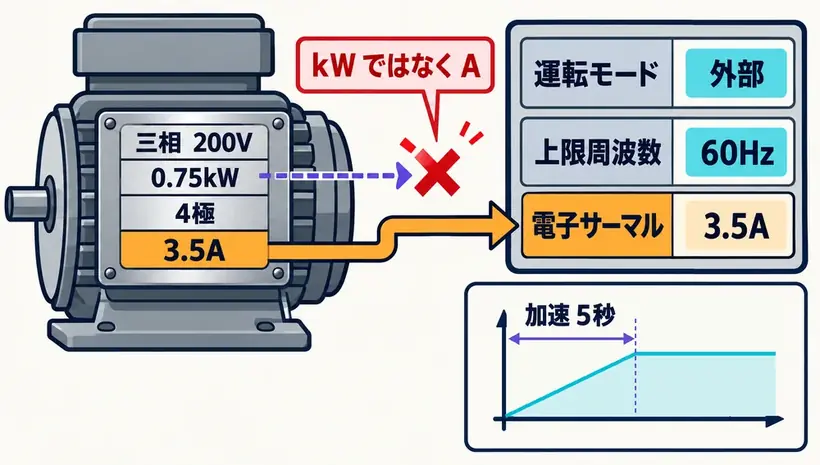 kW ではなく A
三相 200V
0.75kW
4極
3.5A
運転モード 外部
上限周波数 60Hz
電子サーマル 3.5A
加速 5秒